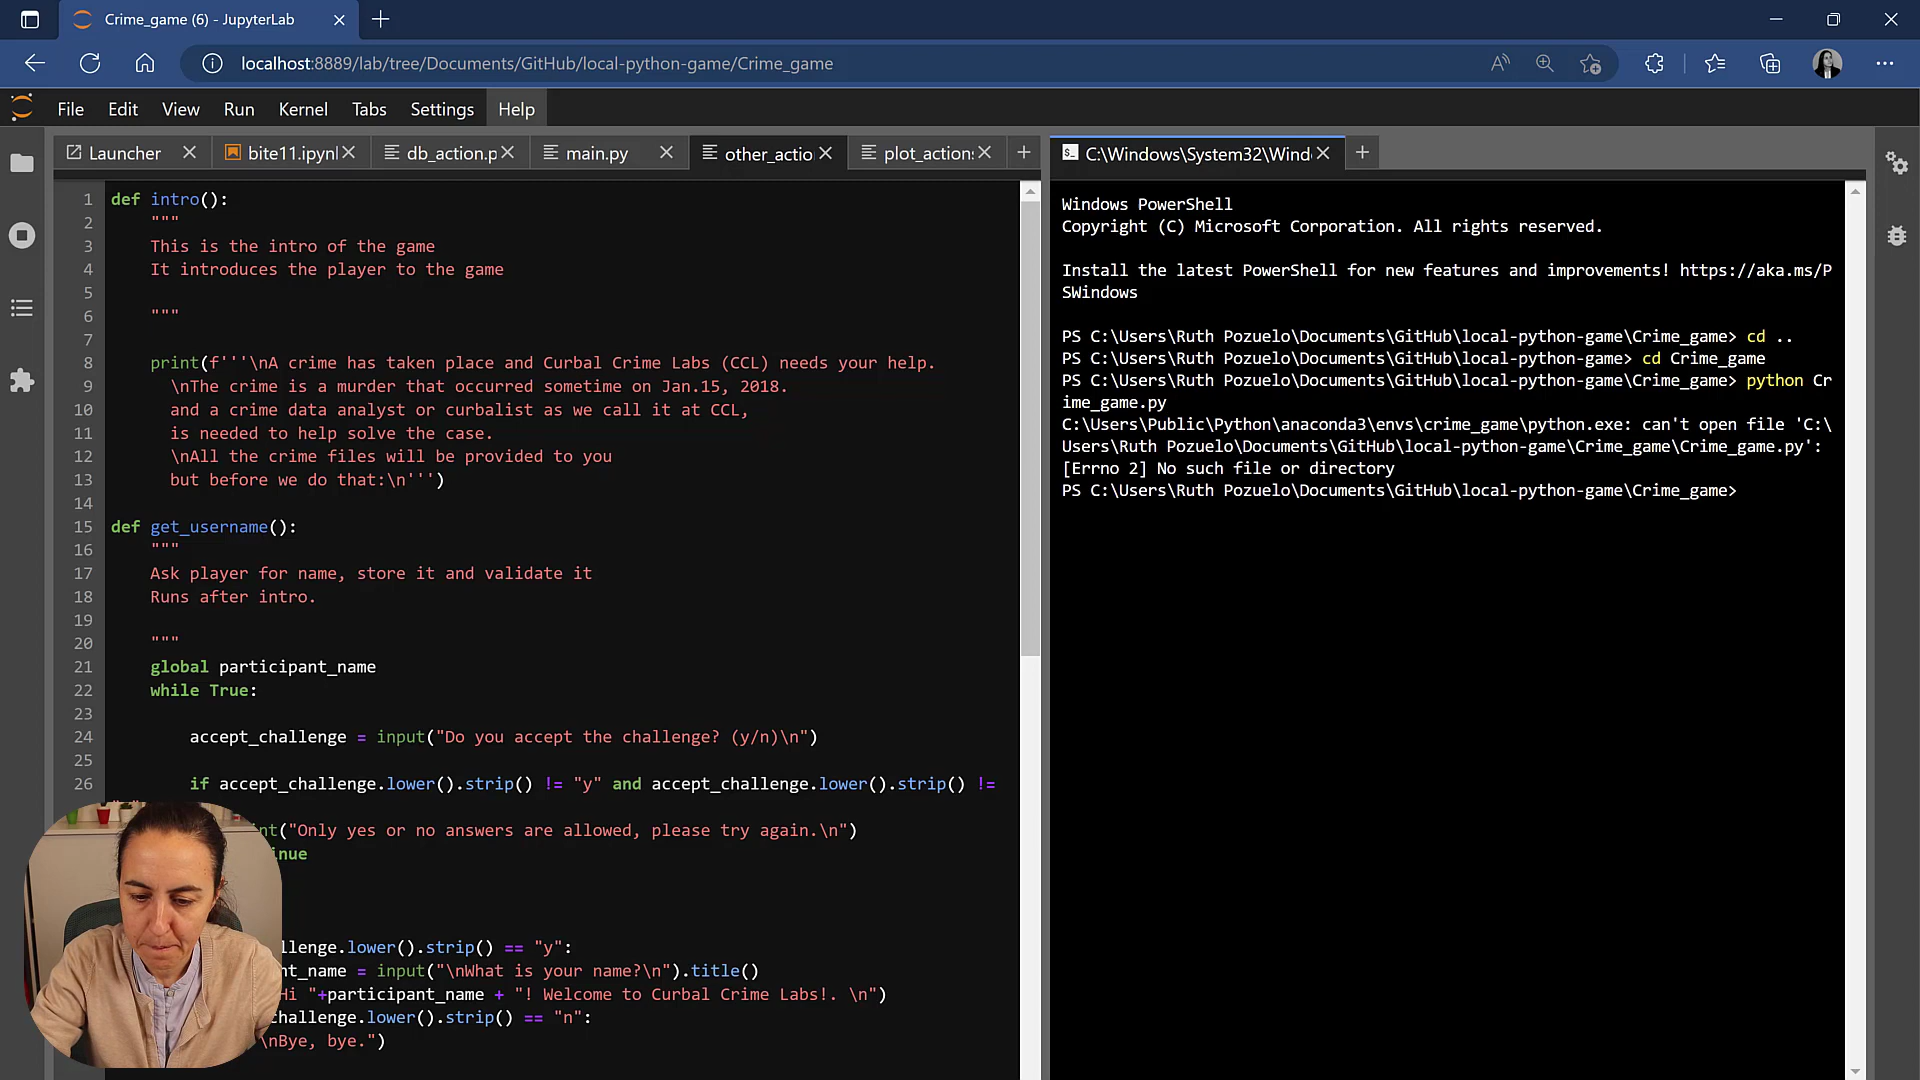 Crime_game (6) - JupyterLab
localhost:8889/lab/tree/Documents/GitHub/local-python-game/Crime_game
File Edit View Run Kernel Tabs Settings Help
Launcher
bite11.ipynl
db_action.p
main.py
other_actio
plot_action:
C:\Windows\System32\Wind
1 def intro():
2 """
3 This is the intro of the game
4 It introduces the player to the game
5
6 """
7
8 print(f'''\nA crime has taken place and Curbal Crime Labs (CCL) needs your help.
9 \nThe crime is a murder that occurred sometime on Jan.15, 2018.
10 and a crime data analyst or curbalist as we call it at CCL,
11 is needed to help solve the case.
12 \nAll the crime files will be provided to you
13 but before we do that:\n''')
14
15 def get_username():
16 """
17 Ask player for name, store it and validate it
18 Runs after intro.
19
20 """
21 global participant_name
22 while True:
23
24 accept_challenge = input("Do you accept the challenge? (y/n)\n")
25
26 if accept_challenge.lower().strip() != "y" and accept_challenge.lower().strip() !=
nt("Only yes or no answers are allowed, please try again.\n")
inue
llenge.lower().strip() == "y":
nt_name = input("\nWhat is your name?\n").title()
Hi "+participant_name + "! Welcome to Curbal Crime Labs!. \n")
challenge.lower().strip() == "n":
\nBye, bye.")
Windows PowerShell
Copyright (C) Microsoft Corporation. All rights reserved.
Install the latest PowerShell for new features and improvements! https://aka.ms/P
SWindows
PS C:\Users\Ruth Pozuelo\Documents\GitHub\local-python-game\Crime_game> cd ..
PS C:\Users\Ruth Pozuelo\Documents\GitHub\local-python-game> cd Crime_game
PS C:\Users\Ruth Pozuelo\Documents\GitHub\local-python-game\Crime_game> python Cr
ime_game.py
C:\Users\Public\Python\anaconda3\envs\crime_game\python.exe: can't open file 'C:\
Users\Ruth Pozuelo\Documents\GitHub\local-python-game\Crime_game\Crime_game.py':
[Errno 2] No such file or directory
PS C:\Users\Ruth Pozuelo\Documents\GitHub\local-python-game\Crime_game>